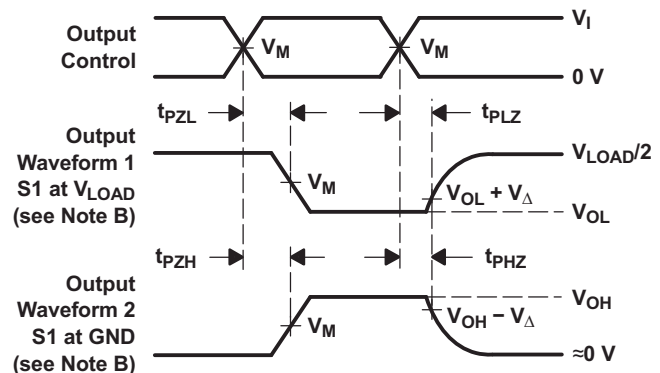 Output
Control
V_M
V_M
V_I
0 V
t_PZL
t_PLZ
Output
Waveform 1
S1 at V_LOAD
(see Note B)
V_M
V_LOAD/2
V_OL + V_Δ
V_OL
t_PZH
t_PHZ
Output
Waveform 2
S1 at GND
(see Note B)
V_M
V_OH
V_OH − V_Δ
≈0 V